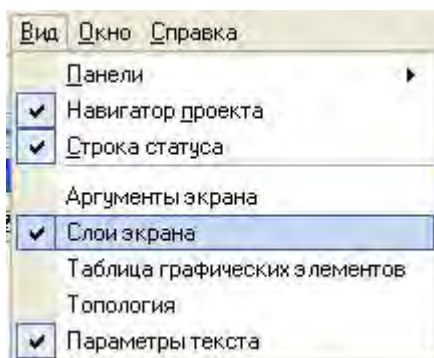 Вид Окно Справка
Панели
Навигатор проекта
Строка статуса
Аргументы экрана
Слои экрана
Таблица графических элементов
Топология
Параметры текста